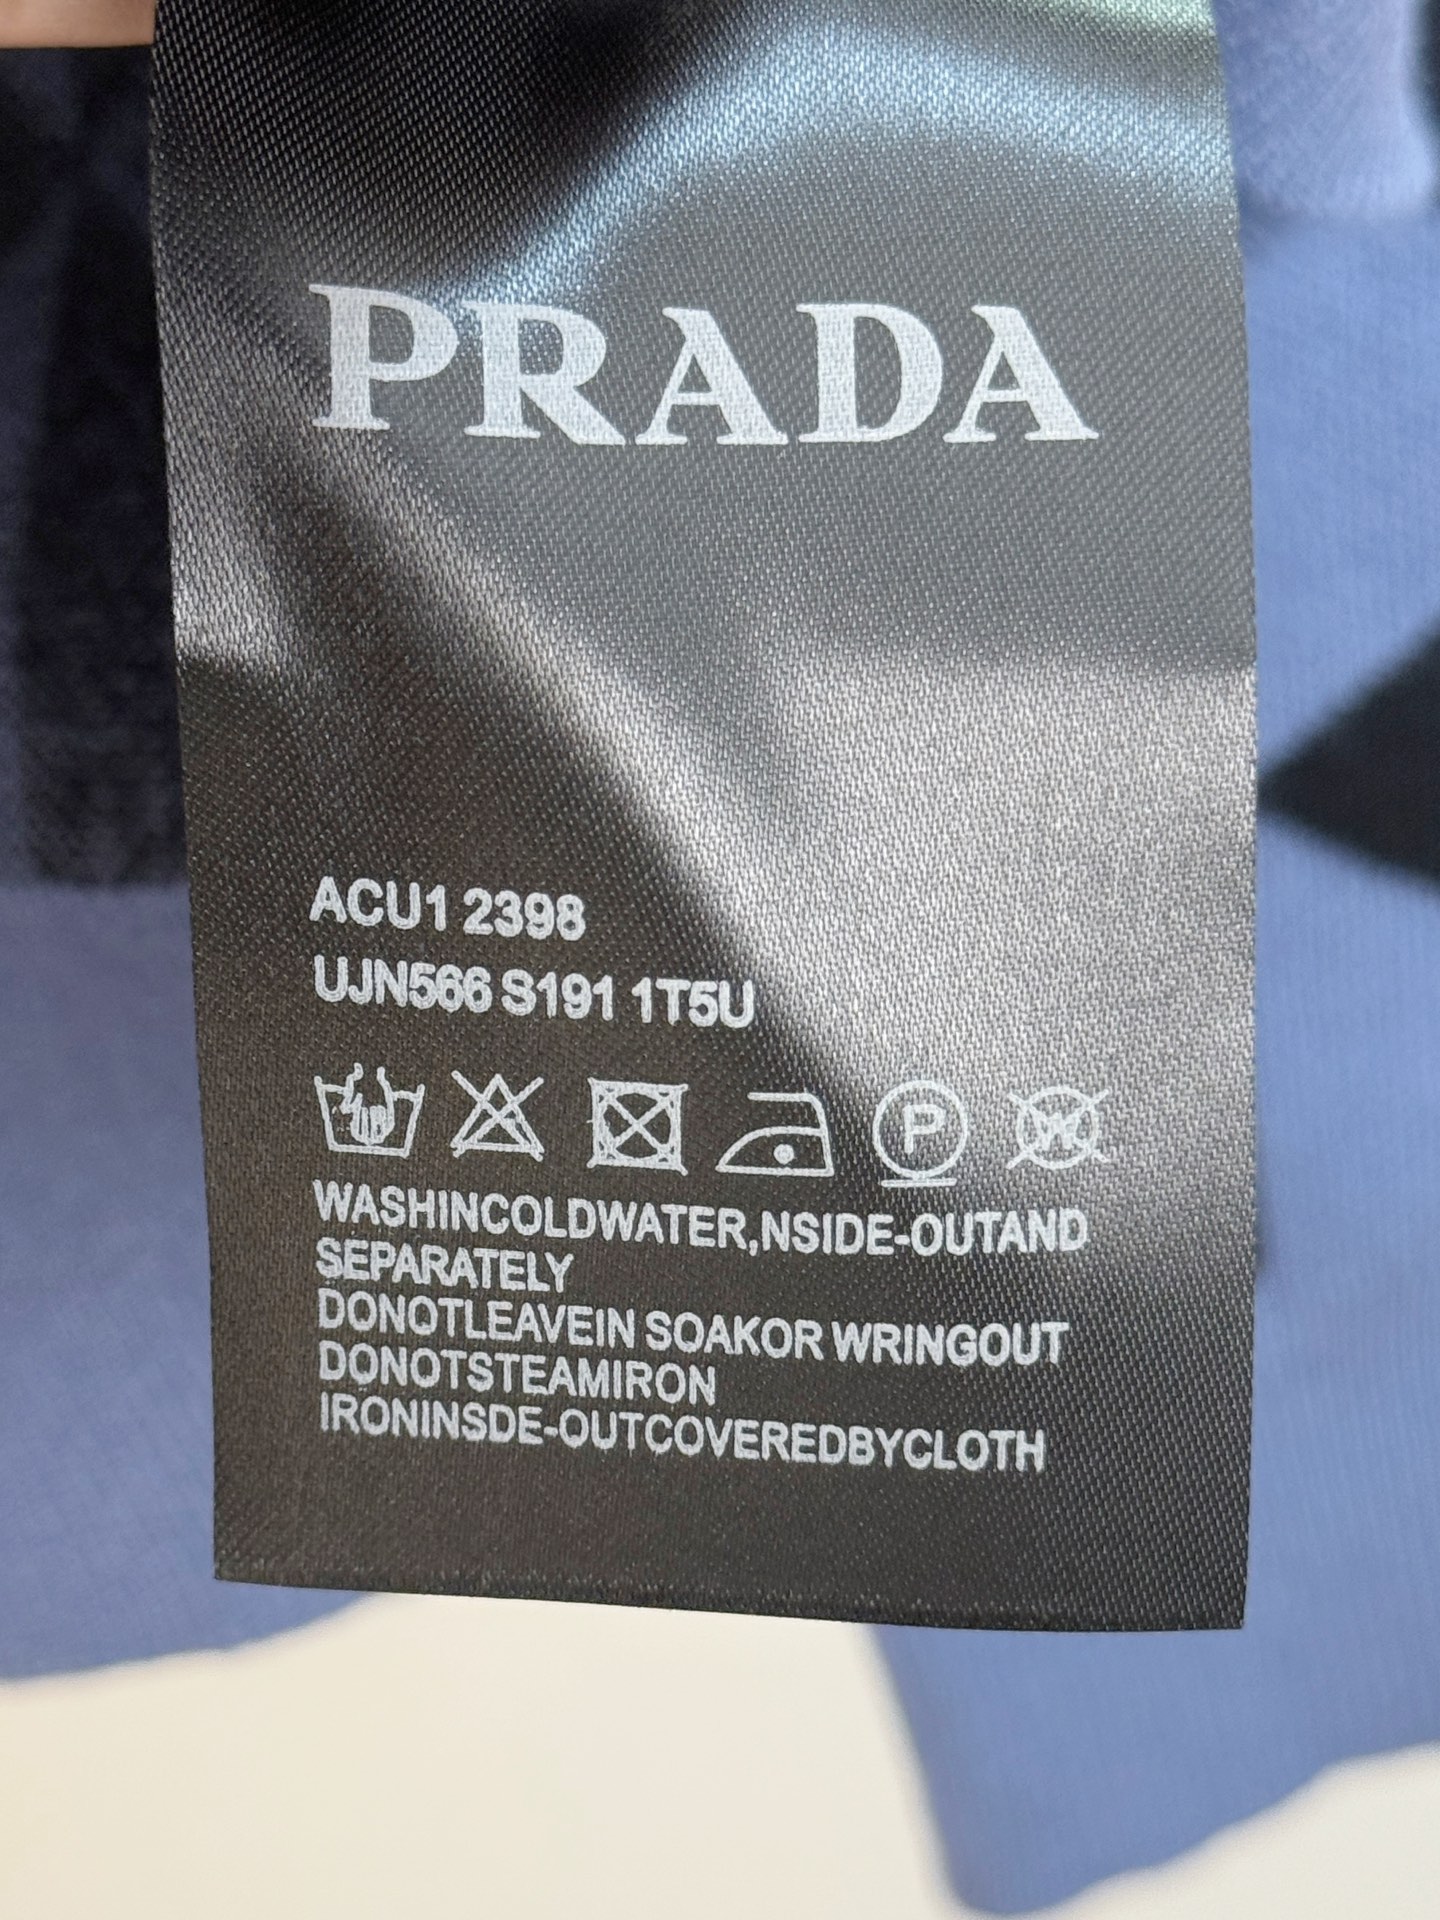 PRADA
ACU1 2398
UJN566 S191 1T5U
P W
WASHINCOLDWATER,NSIDE-OUTAND
SEPARATELY
DONOTLEAVEIN SOAKOR WRINGOUT
DONOTSTEAMIRON
IRONINSDE-OUTCOVEREDBYCLOTH